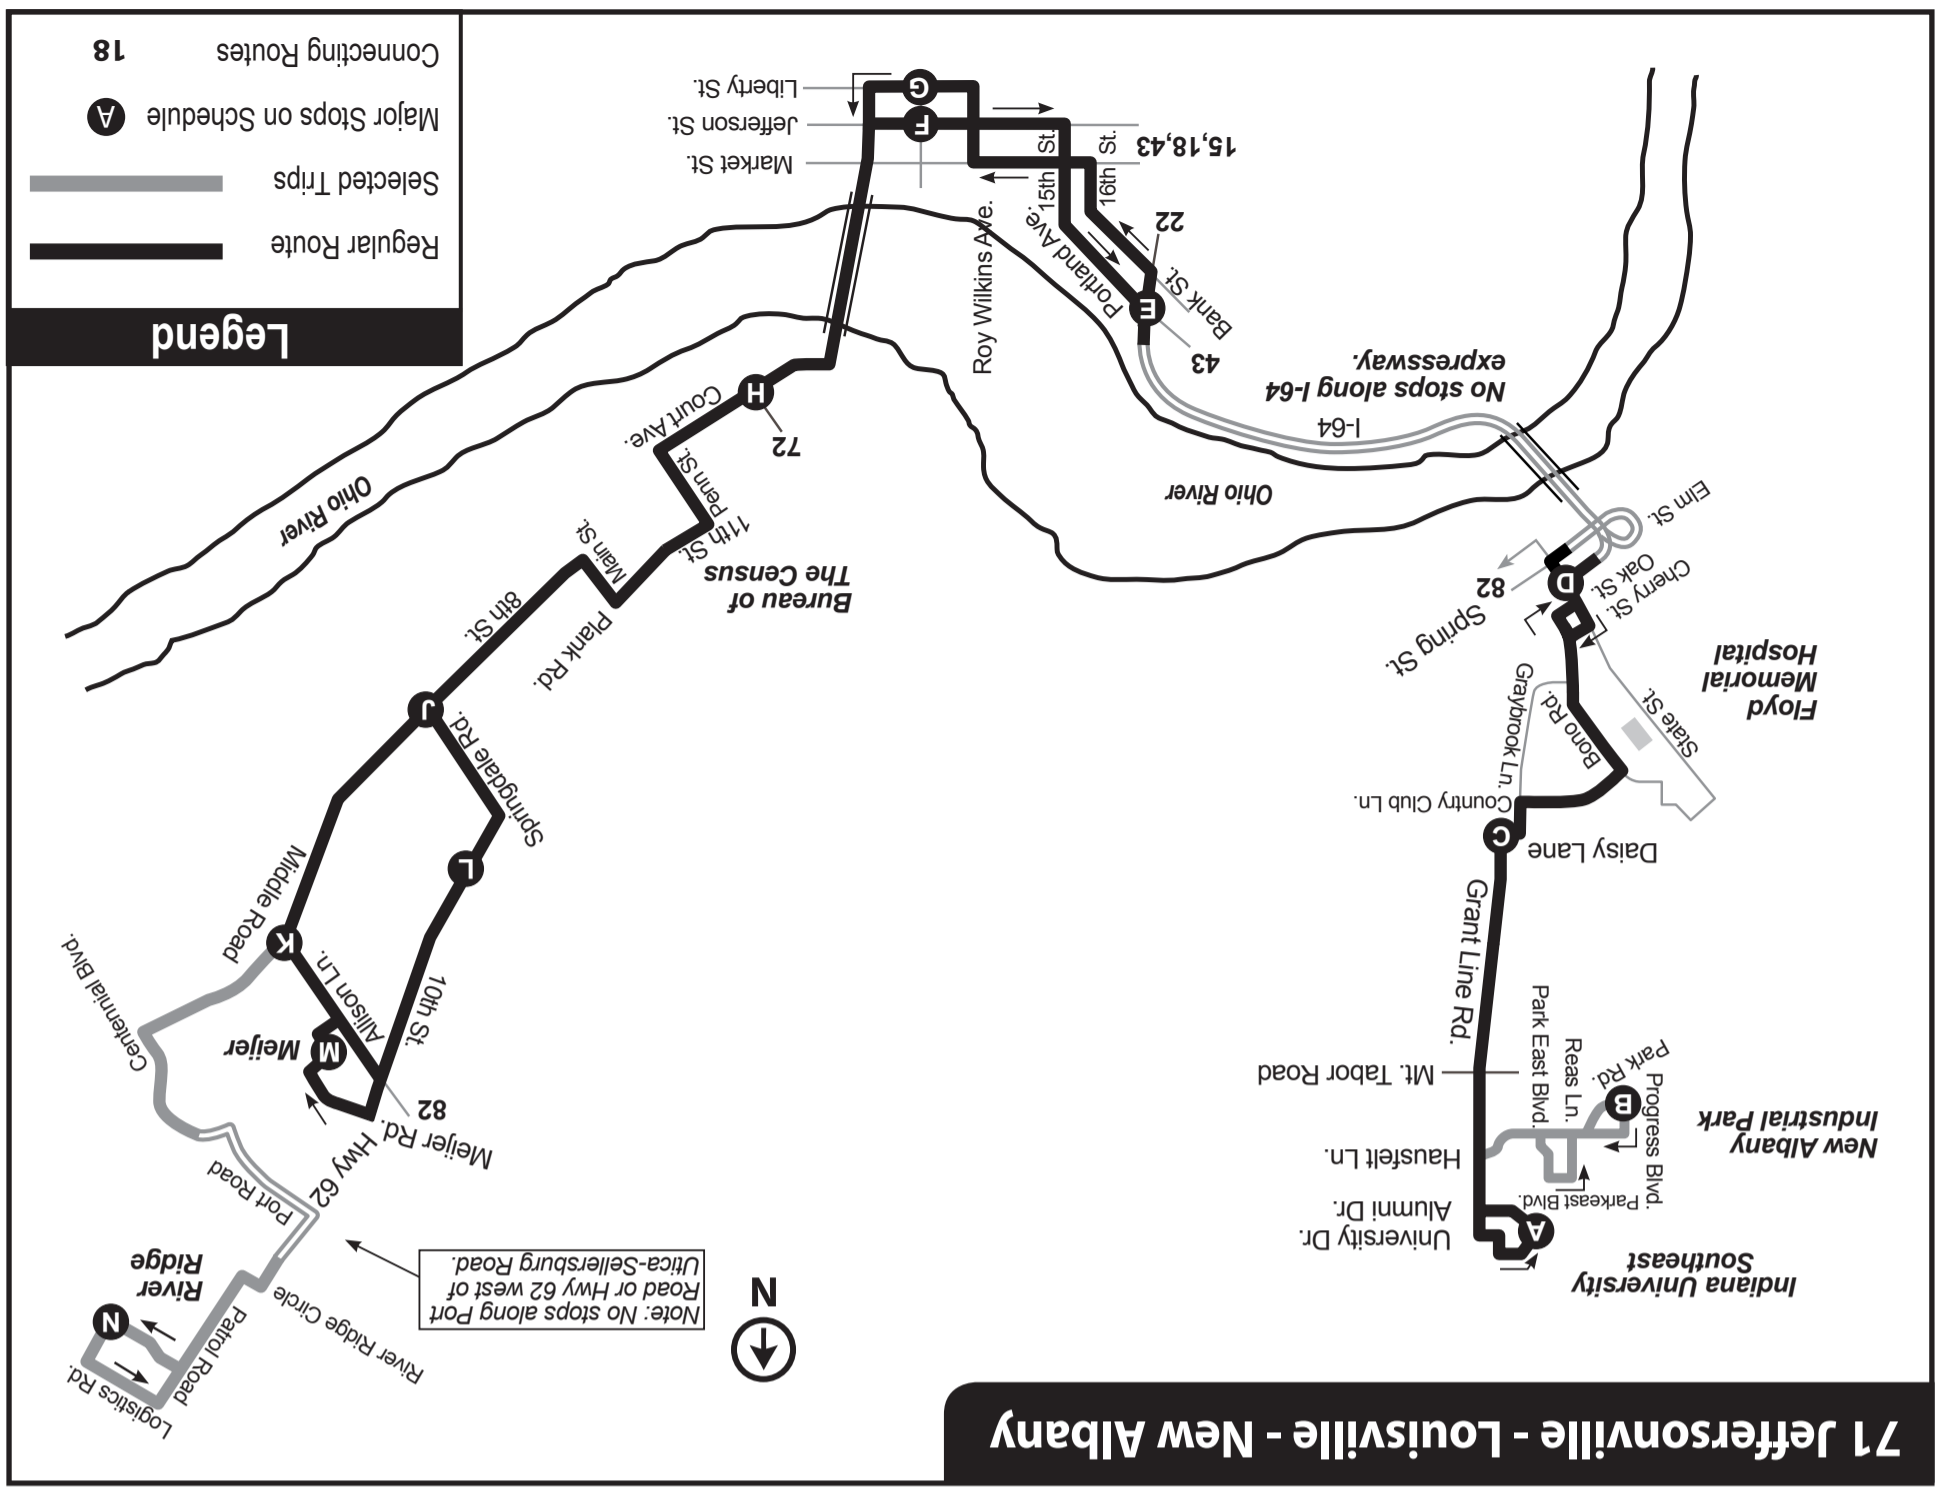 71 Jeffersonville - Louisville - New Albany
Indiana University
Southeast
A
University Dr.
Alumni Dr.
Hausfelt Ln.
Parkeast Blvd.
Progress Blvd.
New Albany
Industrial Park
B
Park Rd.
Reas Ln.
Park East Blvd.
Mt. Tabor Road
Grant Line Rd.
Daisy Lane
C
Country Club Ln.
Graybrook Ln.
Bono Rd.
State St.
Floyd
Memorial
Hospital
Spring St.
Cherry St.
Oak St.
D
82
Elm St.
Ohio River
I-64
No stops along I-64
expressway.
43
E
Bank St.
22
Portland Ave.
15th St.
16th St.
15,18,43
Roy Wilkins Ave.
Market St.
Jefferson St.
Liberty St.
F
G
N
Note: No stops along Port
Road or Hwy 62 west of
Utica-Sellersburg Road.
River Ridge Circle
Logistics Rd.
Patrol Road
N
River
Ridge
Port Road
Hwy 62
Meijer Rd.
82
Centennial Blvd.
M
Meijer
Allison Ln.
10th St.
K
Middle Road
L
Springdale Rd.
J
8th St.
Plank Rd.
Main St.
Bureau of
The Census
11th St.
Penn St.
Court Ave.
72
H
Ohio River
Legend
Regular Route
Selected Trips
Major Stops on Schedule
A
Connecting Routes
18